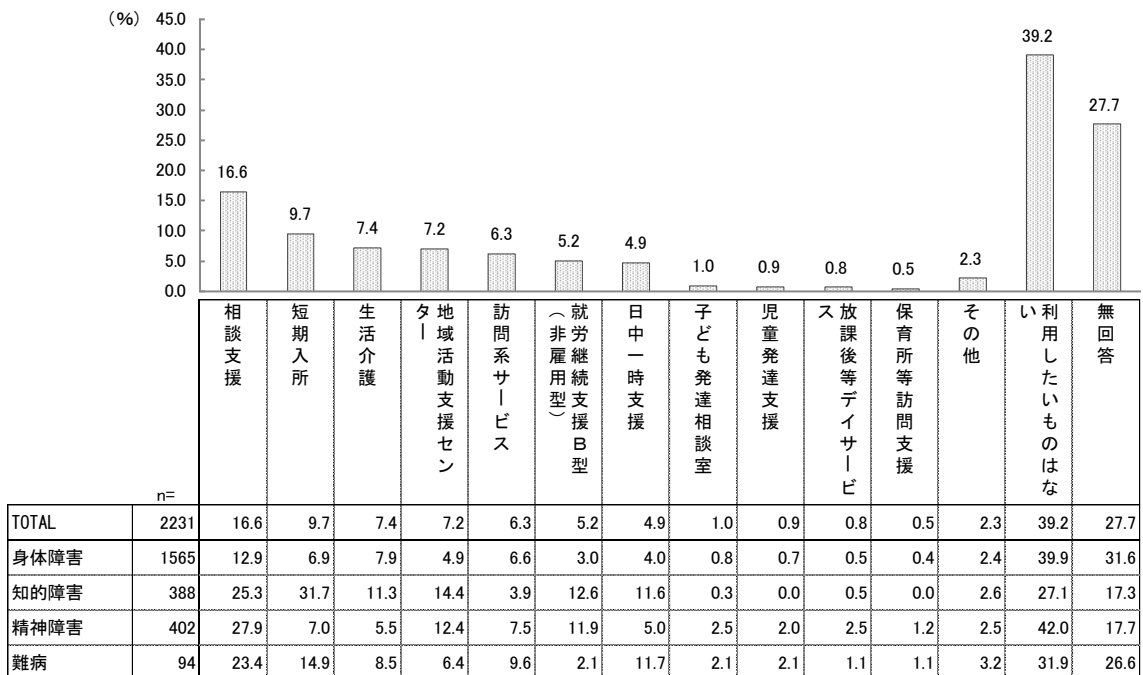 （%）
45.0
40.0
35.0
30.0
25.0
20.0
15.0
10.0
5.0
0.0
16.6
9.7
7.4
7.2
6.3
5.2
4.9
1.0
0.9
0.8
0.5
2.3
39.2
27.7
相談支援
短期入所
生活介護
地域活動支援セン
ター
訪問系サービス
就労継続支援Ｂ型
（非雇用型）
日中一時支援
子ども発達相談室
児童発達支援
放課後等デイサービ
ス
保育所等訪問支援
その他
利用したいものはな
い
無回答
n=
TOTAL 2231 16.6 9.7 7.4 7.2 6.3 5.2 4.9 1.0 0.9 0.8 0.5 2.3 39.2 27.7
身体障害 1565 12.9 6.9 7.9 4.9 6.6 3.0 4.0 0.8 0.7 0.5 0.4 2.4 39.9 31.6
知的障害 388 25.3 31.7 11.3 14.4 3.9 12.6 11.6 0.3 0.0 0.5 0.0 2.6 27.1 17.3
精神障害 402 27.9 7.0 5.5 12.4 7.5 11.9 5.0 2.5 2.0 2.5 1.2 2.5 42.0 17.7
難病 94 23.4 14.9 8.5 6.4 9.6 2.1 11.7 2.1 2.1 1.1 1.1 3.2 31.9 26.6